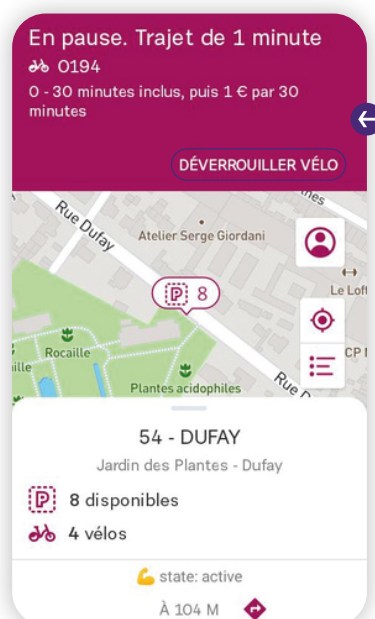 En pause. Trajet de 1 minute
0194
0 - 30 minutes inclus, puis 1 € par 30
minutes
DÉVERROUILLER VÉLO
Rue Dufay
Atelier Serge Giordani
P 8
Le Loft
Rocaille
CP
Plantes acidophiles
Rue D
54 - DUFAY
Jardin des Plantes - Dufay
P 8 disponibles
4 vélos
💪 state: active
À 104 M